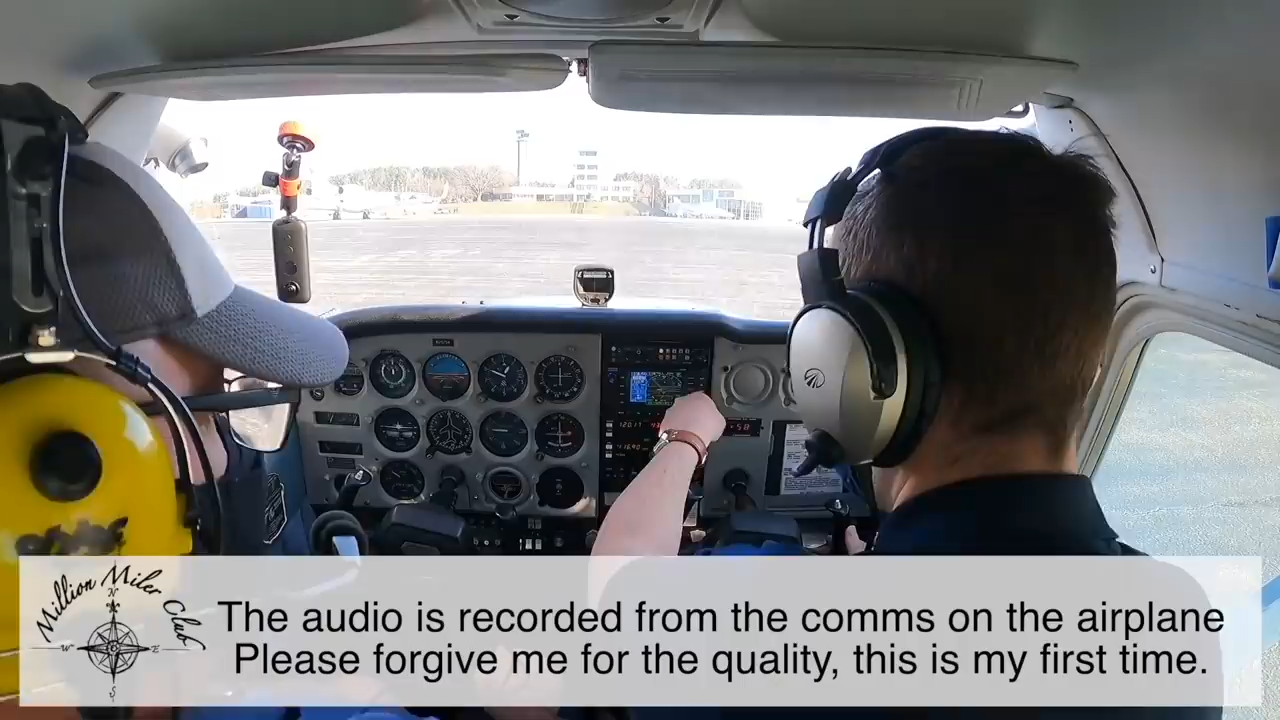 Million Miler Club
N
W E
S
The audio is recorded from the comms on the airplane
Please forgive me for the quality, this is my first time.